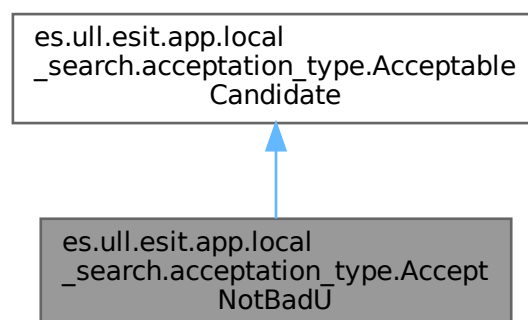 es.ull.esit.app.local
_search.acceptation_type.Acceptable
Candidate
es.ull.esit.app.local
_search.acceptation_type.Accept
NotBadU